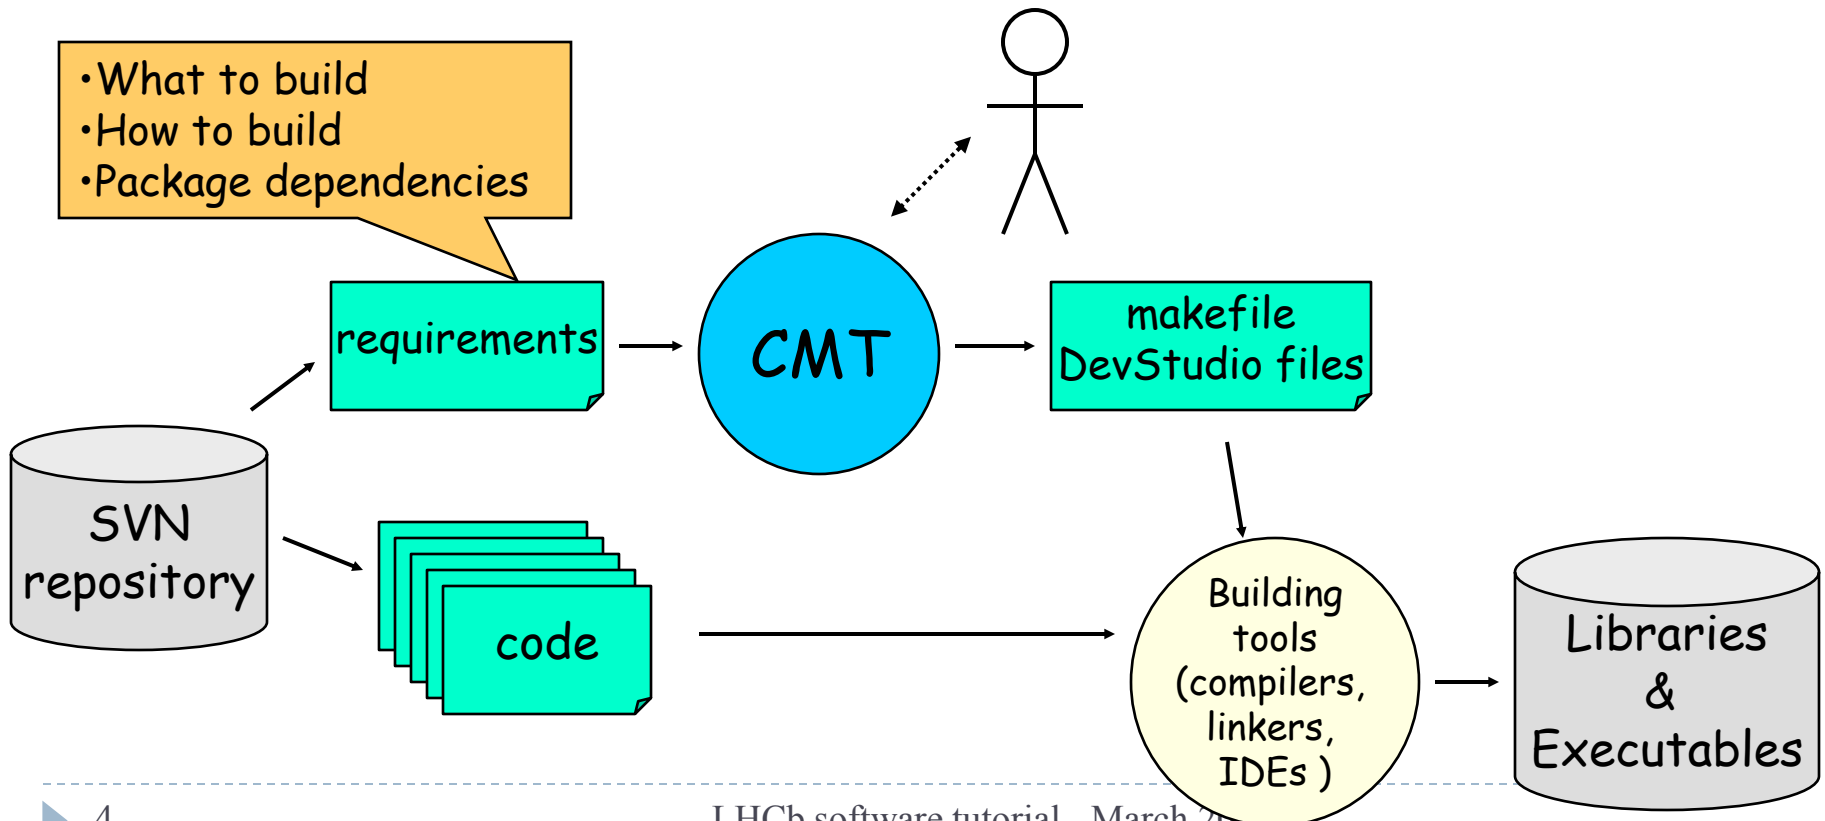 •What to build
•How to build
•Package dependencies
requirements
CMT
makefile
DevStudio files
SVN
repository
code
Building
tools
(compilers,
linkers,
IDEs )
Libraries
&
Executables
4
LHCb software tutorial - March